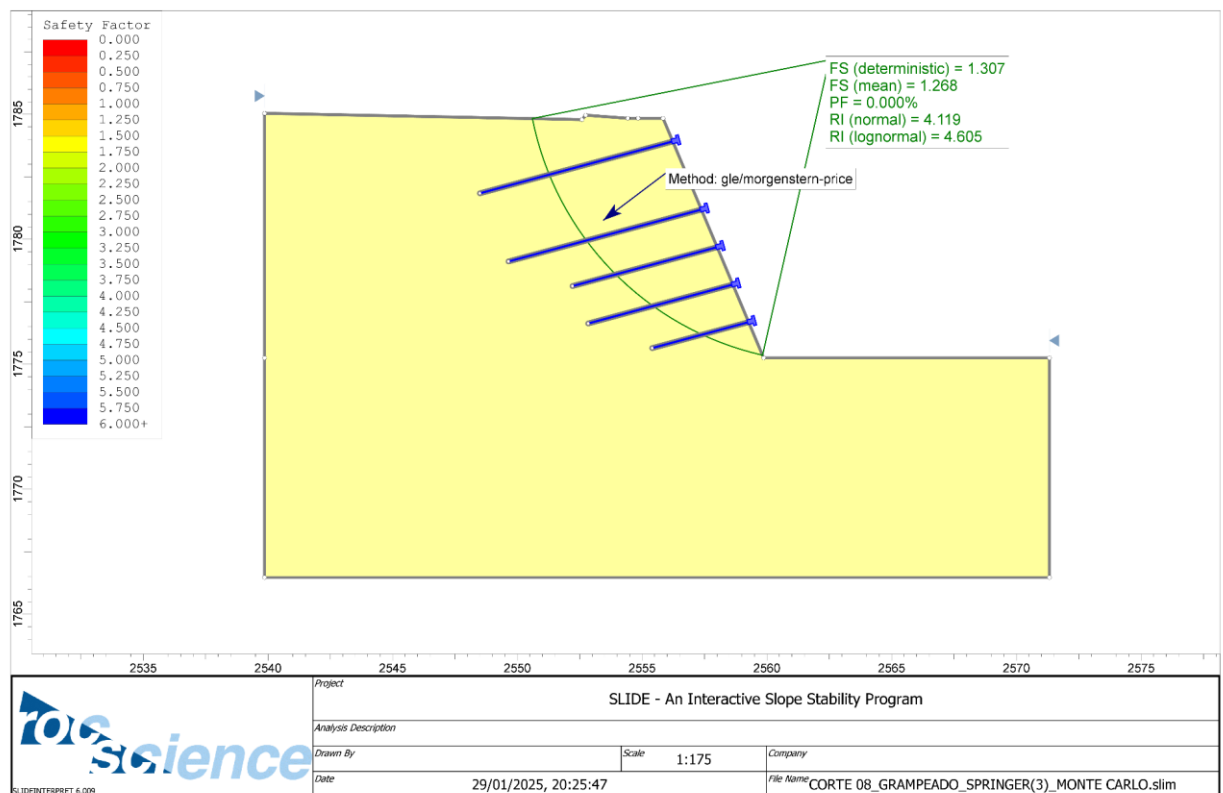 Safety Factor
0.000
0.250
0.500
0.750
1.000
1.250
1.500
1.750
2.000
2.250
2.500
2.750
3.000
3.250
3.500
3.750
4.000
4.250
4.500
4.750
5.000
5.250
5.500
5.750
6.000+
FS (deterministic) = 1.307
FS (mean) = 1.268
PF = 0.000%
RI (normal) = 4.119
RI (lognormal) = 4.605
Method: gle/morgenstern-price
1785
1780
1775
1770
1765
2535
2540
2545
2550
2555
2560
2565
2570
2575
rocscience
SLIDEINTERPRET 6.009
Project
SLIDE - An Interactive Slope Stability Program
Analysis Description
Drawn By
Scale
1:175
Company
Date
29/01/2025, 20:25:47
File Name
CORTE 08_GRAMPEADO_SPRINGER(3)_MONTE CARLO.slim